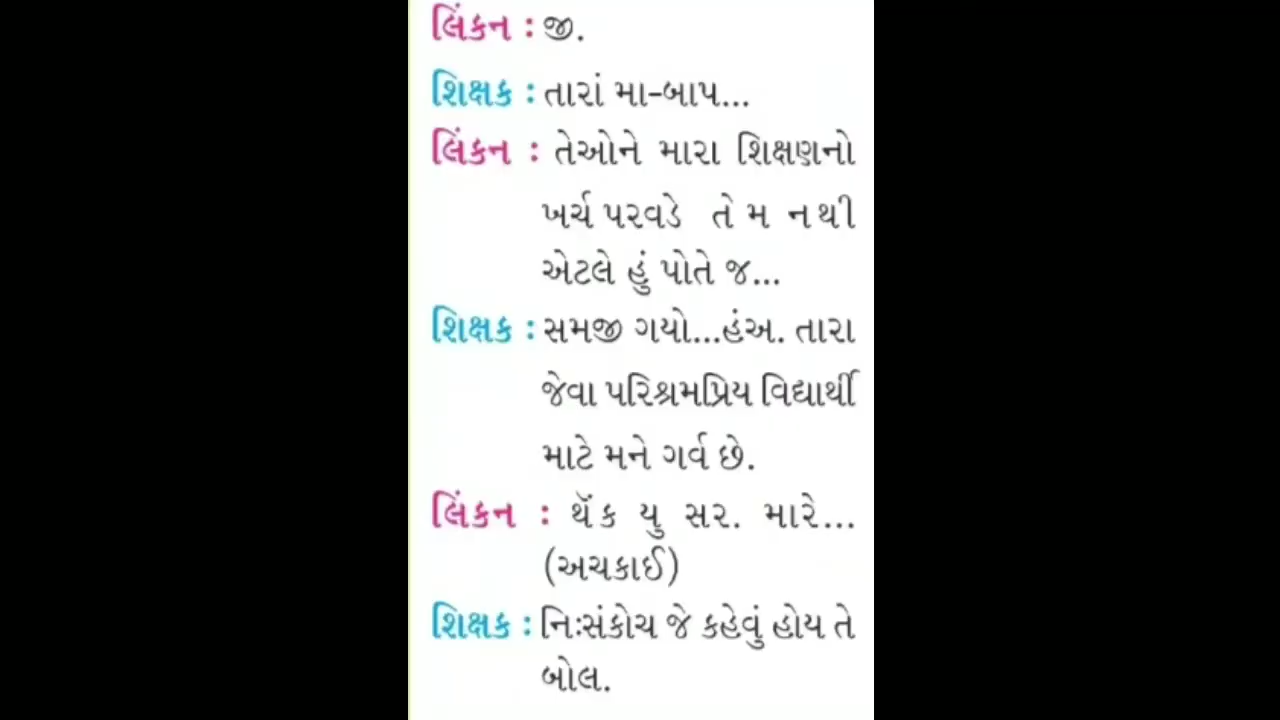 લિંકન : જી.
શિક્ષક : તારાં મા-બાપ...
લિંકન : તેઓને મારા શિક્ષણનો
ખર્ચ પરવડે તેમ નથી
એટલે હું પોતે જ...
શિક્ષક : સમજી ગયો...હંઅ. તારા
જેવા પરિશ્રમપ્રિય વિદ્યાર્થી
માટે મને ગર્વ છે.
લિંકન : થૅંક યુ સર. મારે...
(અચકાઈ)
શિક્ષક : નિઃસંકોચ જે કહેવું હોય તે
બોલ.